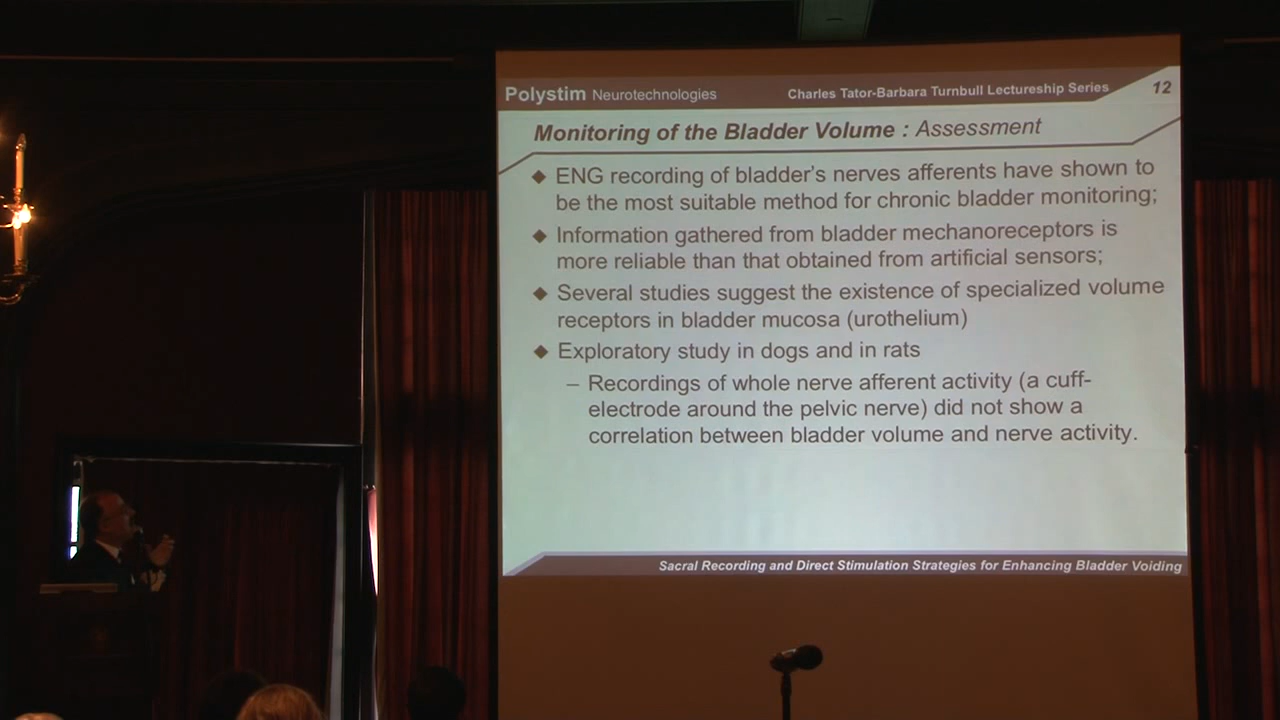 Polystim Neurotechnologies
Charles Tator-Barbara Turnbull Lectureship Series
12
Monitoring of the Bladder Volume : Assessment
◆ ENG recording of bladder's nerves afferents have shown to
be the most suitable method for chronic bladder monitoring;
◆ Information gathered from bladder mechanoreceptors is
more reliable than that obtained from artificial sensors;
◆ Several studies suggest the existence of specialized volume
receptors in bladder mucosa (urothelium)
◆ Exploratory study in dogs and in rats
– Recordings of whole nerve afferent activity (a cuff-
electrode around the pelvic nerve) did not show a
correlation between bladder volume and nerve activity.
Sacral Recording and Direct Stimulation Strategies for Enhancing Bladder Voiding